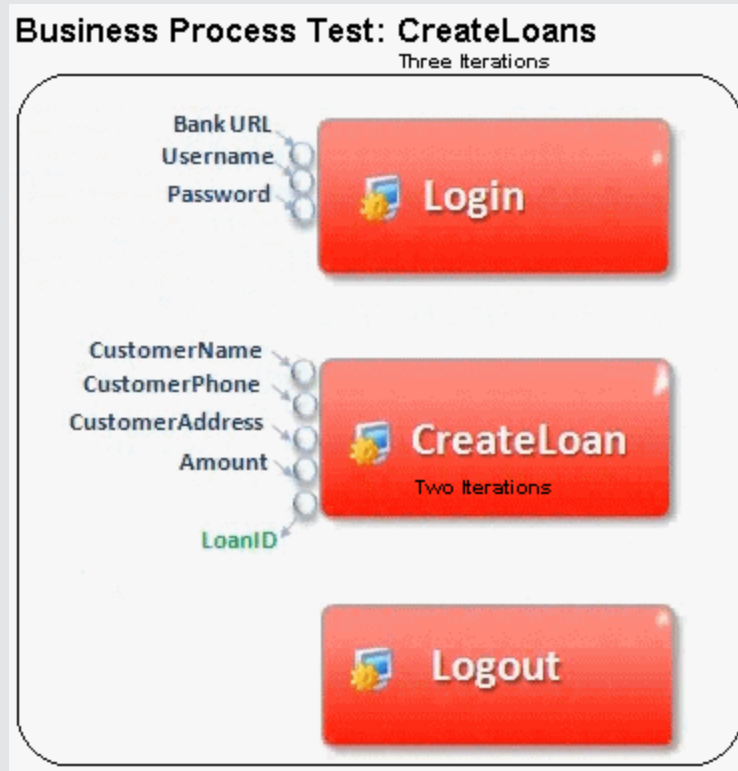 Business Process Test: CreateLoans
Three Iterations
Bank URL
Username
Password
Login
CustomerName
CustomerPhone
CustomerAddress
Amount
LoanID
CreateLoan
Two Iterations
Logout